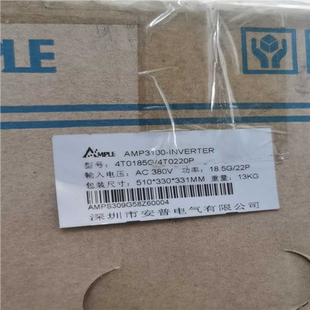 PLE
AMPLE AMP3100-INVERTER
型号: 4T0185G/4T0220P
输入电压: AC 380V 功率: 18.5G/22P
包装尺寸: 510*330*331MM 重量: 13KG
AMPS309G58Z60004
深圳市安普电气有限公司